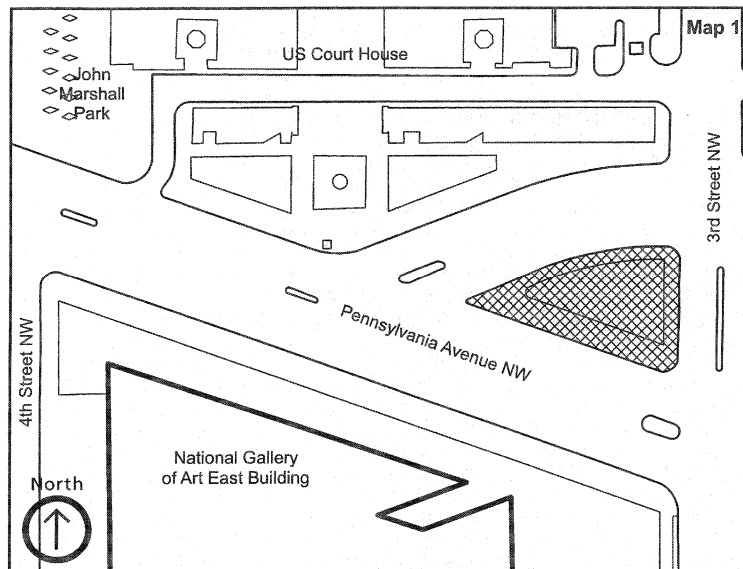 Map 1
US Court House
John
Marshall
Park
3rd Street NW
Pennsylvania Avenue NW
4th Street NW
National Gallery
of Art East Building
North